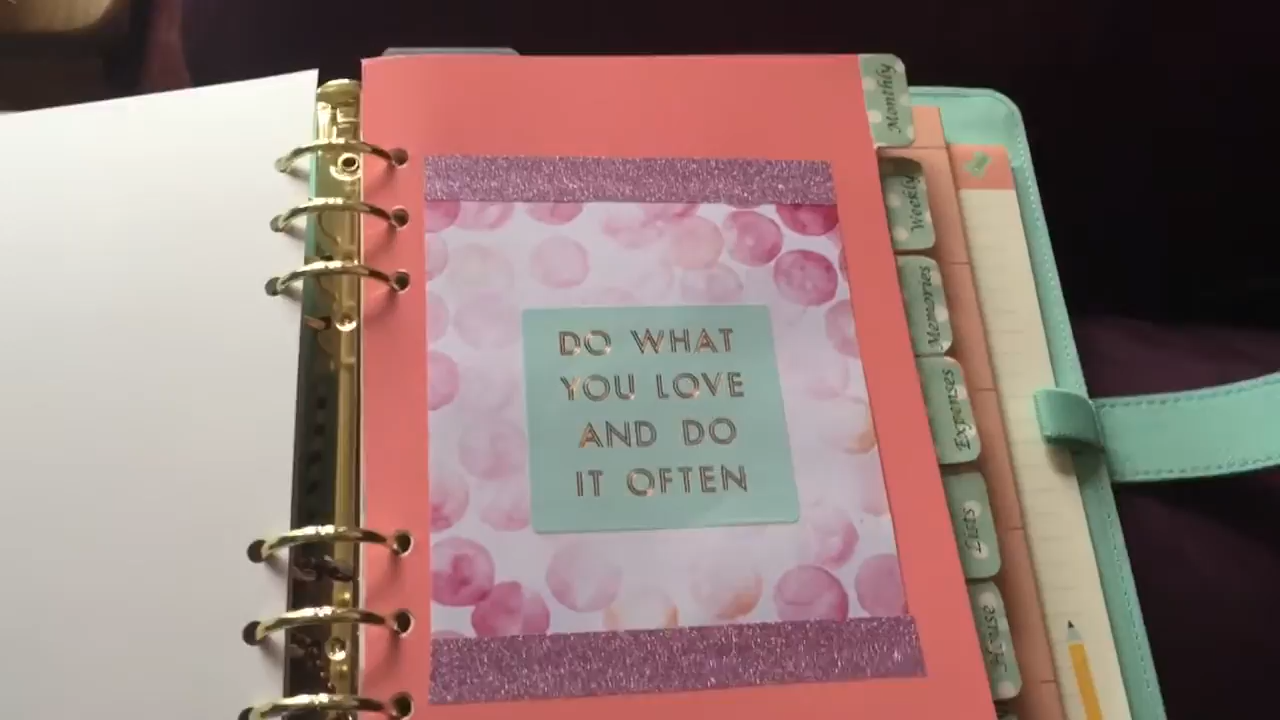 DO WHAT
YOU LOVE
AND DO
IT OFTEN
Monthly
Weekly
Memories
Expenses
Lists
House